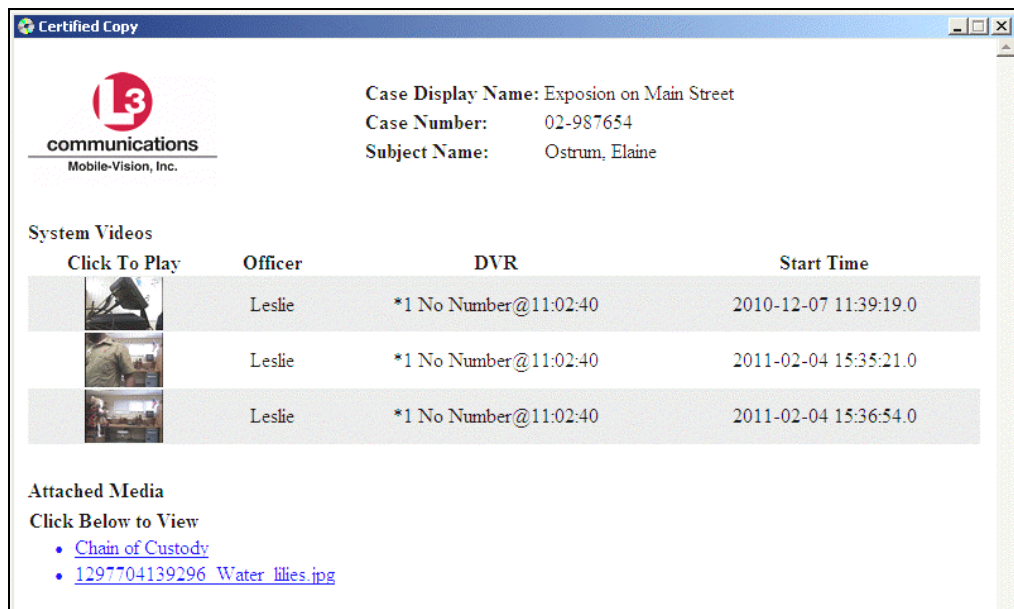 Certified Copy
L3
communications
Mobile-Vision, Inc.
Case Display Name: Exposion on Main Street
Case Number: 02-987654
Subject Name: Ostrum, Elaine
System Videos
Click To Play Officer DVR Start Time
Leslie *1 No Number@11:02:40 2010-12-07 11:39:19.0
Leslie *1 No Number@11:02:40 2011-02-04 15:35:21.0
Leslie *1 No Number@11:02:40 2011-02-04 15:36:54.0
Attached Media
Click Below to View
• Chain of Custody
• 1297704139296_Water_lilies.jpg